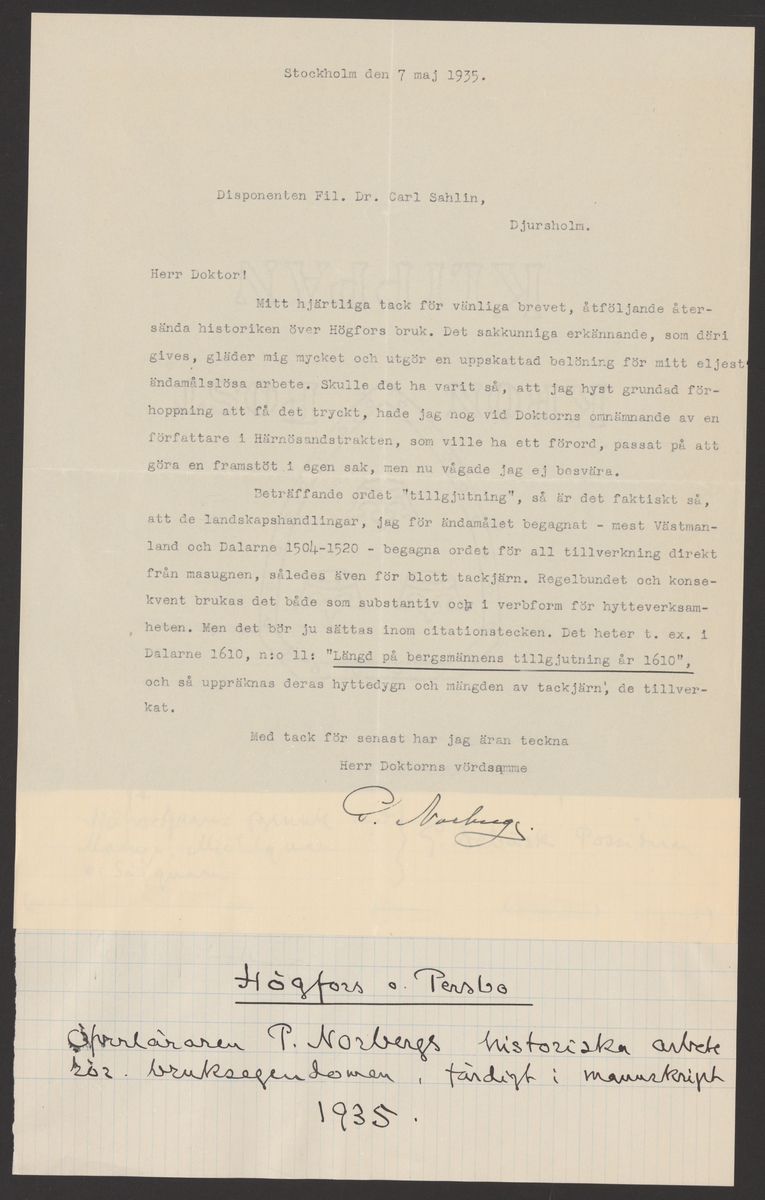 Stockholm den 7 maj 1935.
Disponenten Fil. Dr. Carl Sahlin,
Djursholm.
Herr Doktor!
Mitt hjärtliga tack för vänliga brevet, åtföljande åter-
sända historiken över Högfors bruk. Det sakkunniga erkännande, som däri
gives, gläder mig mycket och utgör en uppskattad belöning för mitt eljest
ändamålslösa arbete. Skulle det ha varit så, att jag hyst grundad för-
hoppning att få det tryckt, hade jag nog vid Doktorns omnämnande av en
författare i Härnösandstrakten, som ville ha ett förord, passat på att
göra en framstöt i egen sak, men nu vågade jag ej besvära.
Beträffande ordet "tillgjutning", så är det faktiskt så,
att de landskapshandlingar, jag för ändamålet begagnat - mest Västman-
land och Dalarne 1504-1520 - begagna ordet för all tillverkning direkt
från masugnen, således även för blott tackjärn. Regelbundet och konse-
kvent brukas det både som substantiv och i verbform för hytteverksam-
heten. Men det bör ju sättas inom citationstecken. Det heter t. ex. i
Dalarne 1610, n:o 11: "Längd på bergsmännens tillgjutning år 1610",
och så uppräknas deras hyttedygn och mängden av tackjärn, de tillver-
kat.
Med tack för senast har jag äran teckna
Herr Doktorns vördsamme
P. Norberg.
Högfors o. Persbo
Överläraren P. Norbergs historiska arbete
rör. bruksegendomen, färdigt i manuskript
1935.